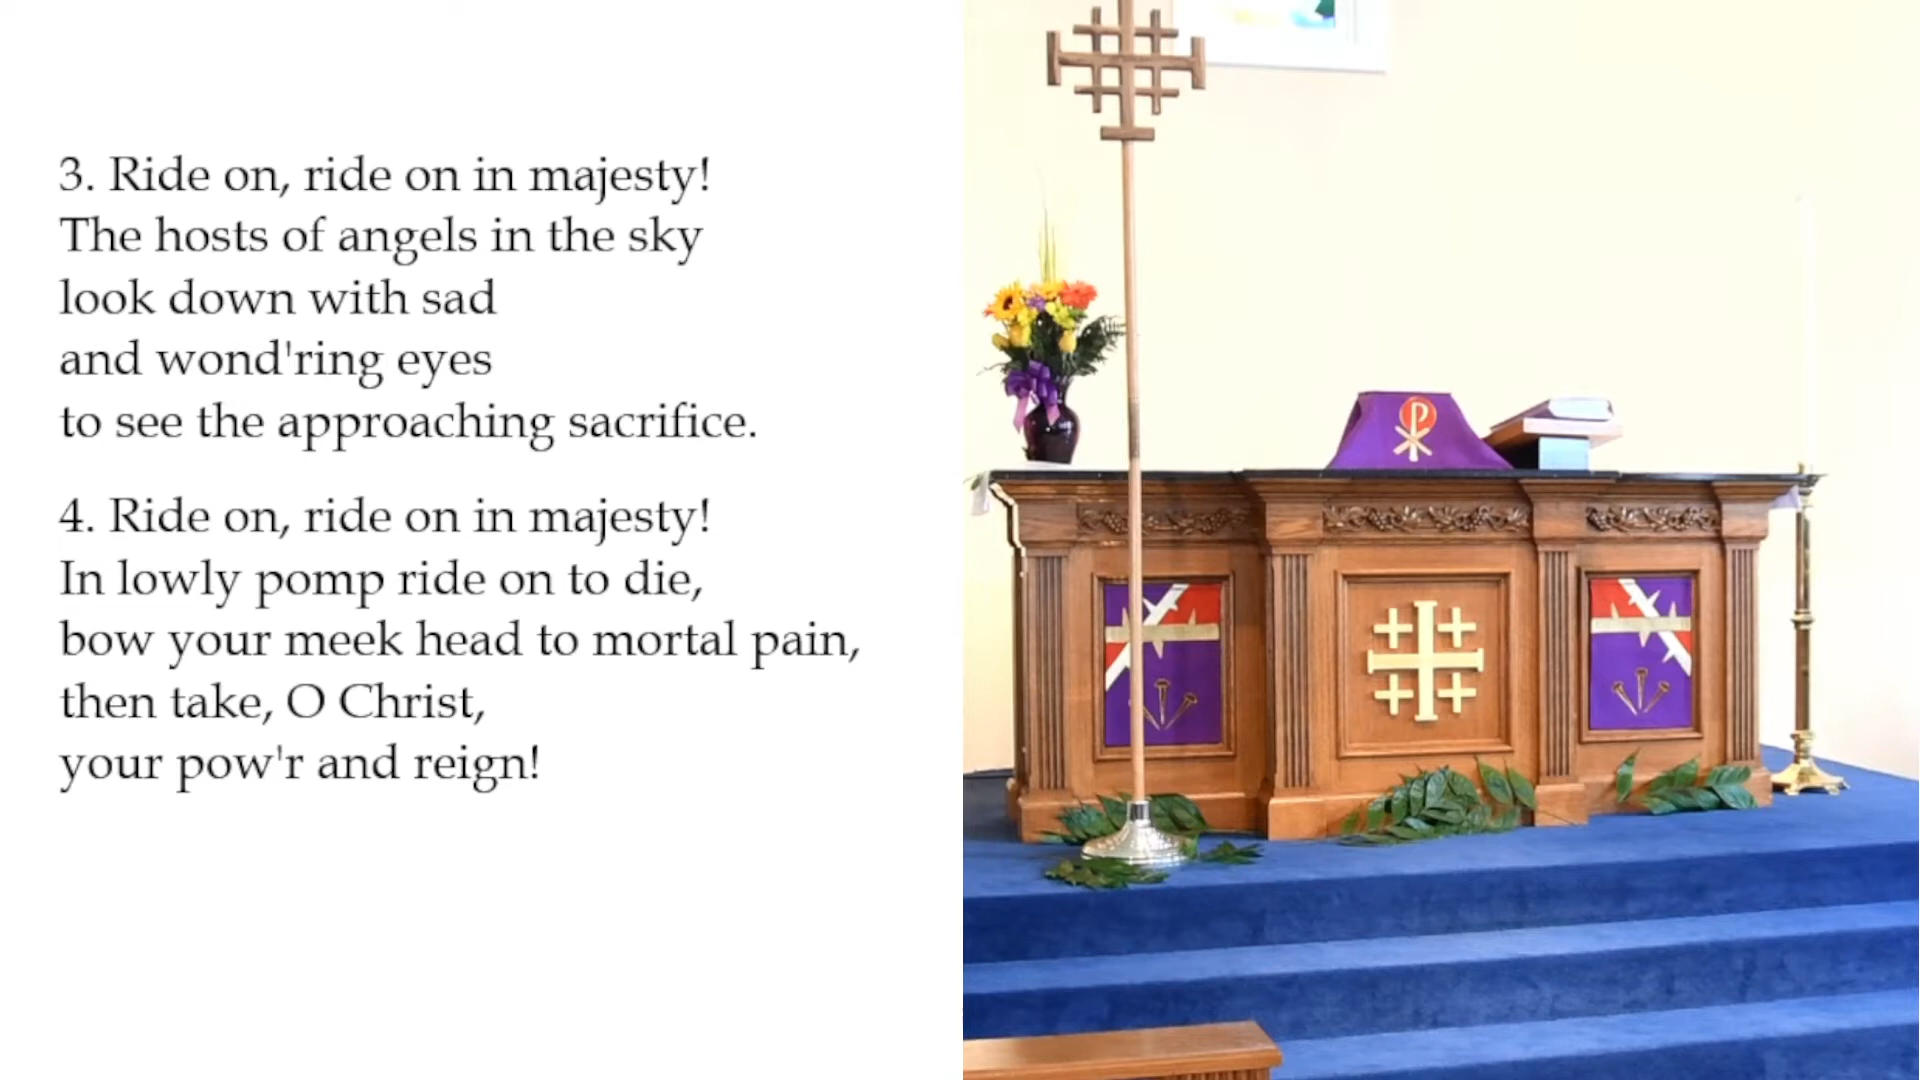 3. Ride on, ride on in majesty!
The hosts of angels in the sky
look down with sad
and wond'ring eyes
to see the approaching sacrifice.
4. Ride on, ride on in majesty!
In lowly pomp ride on to die,
bow your meek head to mortal pain,
then take, O Christ,
your pow'r and reign!